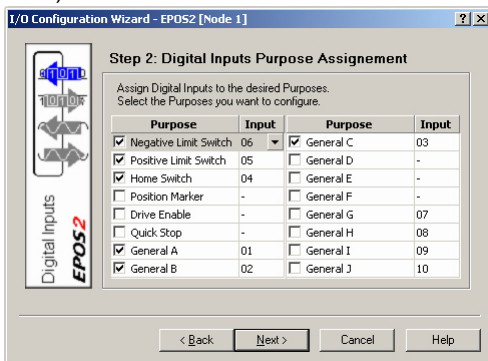 I/O Configuration Wizard - EPOS2 [Node 1]
Step 2: Digital Inputs Purpose Assignement
Assign Digital Inputs to the desired Purposes.
Select the Purposes you want to configure.
Purpose Input Purpose Input
Negative Limit Switch 06 General C 03
Positive Limit Switch 05 General D -
Home Switch 04 General E -
Position Marker - General F -
Drive Enable - General G 07
Quick Stop - General H 08
General A 01 General I 09
General B 02 General J 10
Digital Inputs
EPOS2
< Back Next > Cancel Help